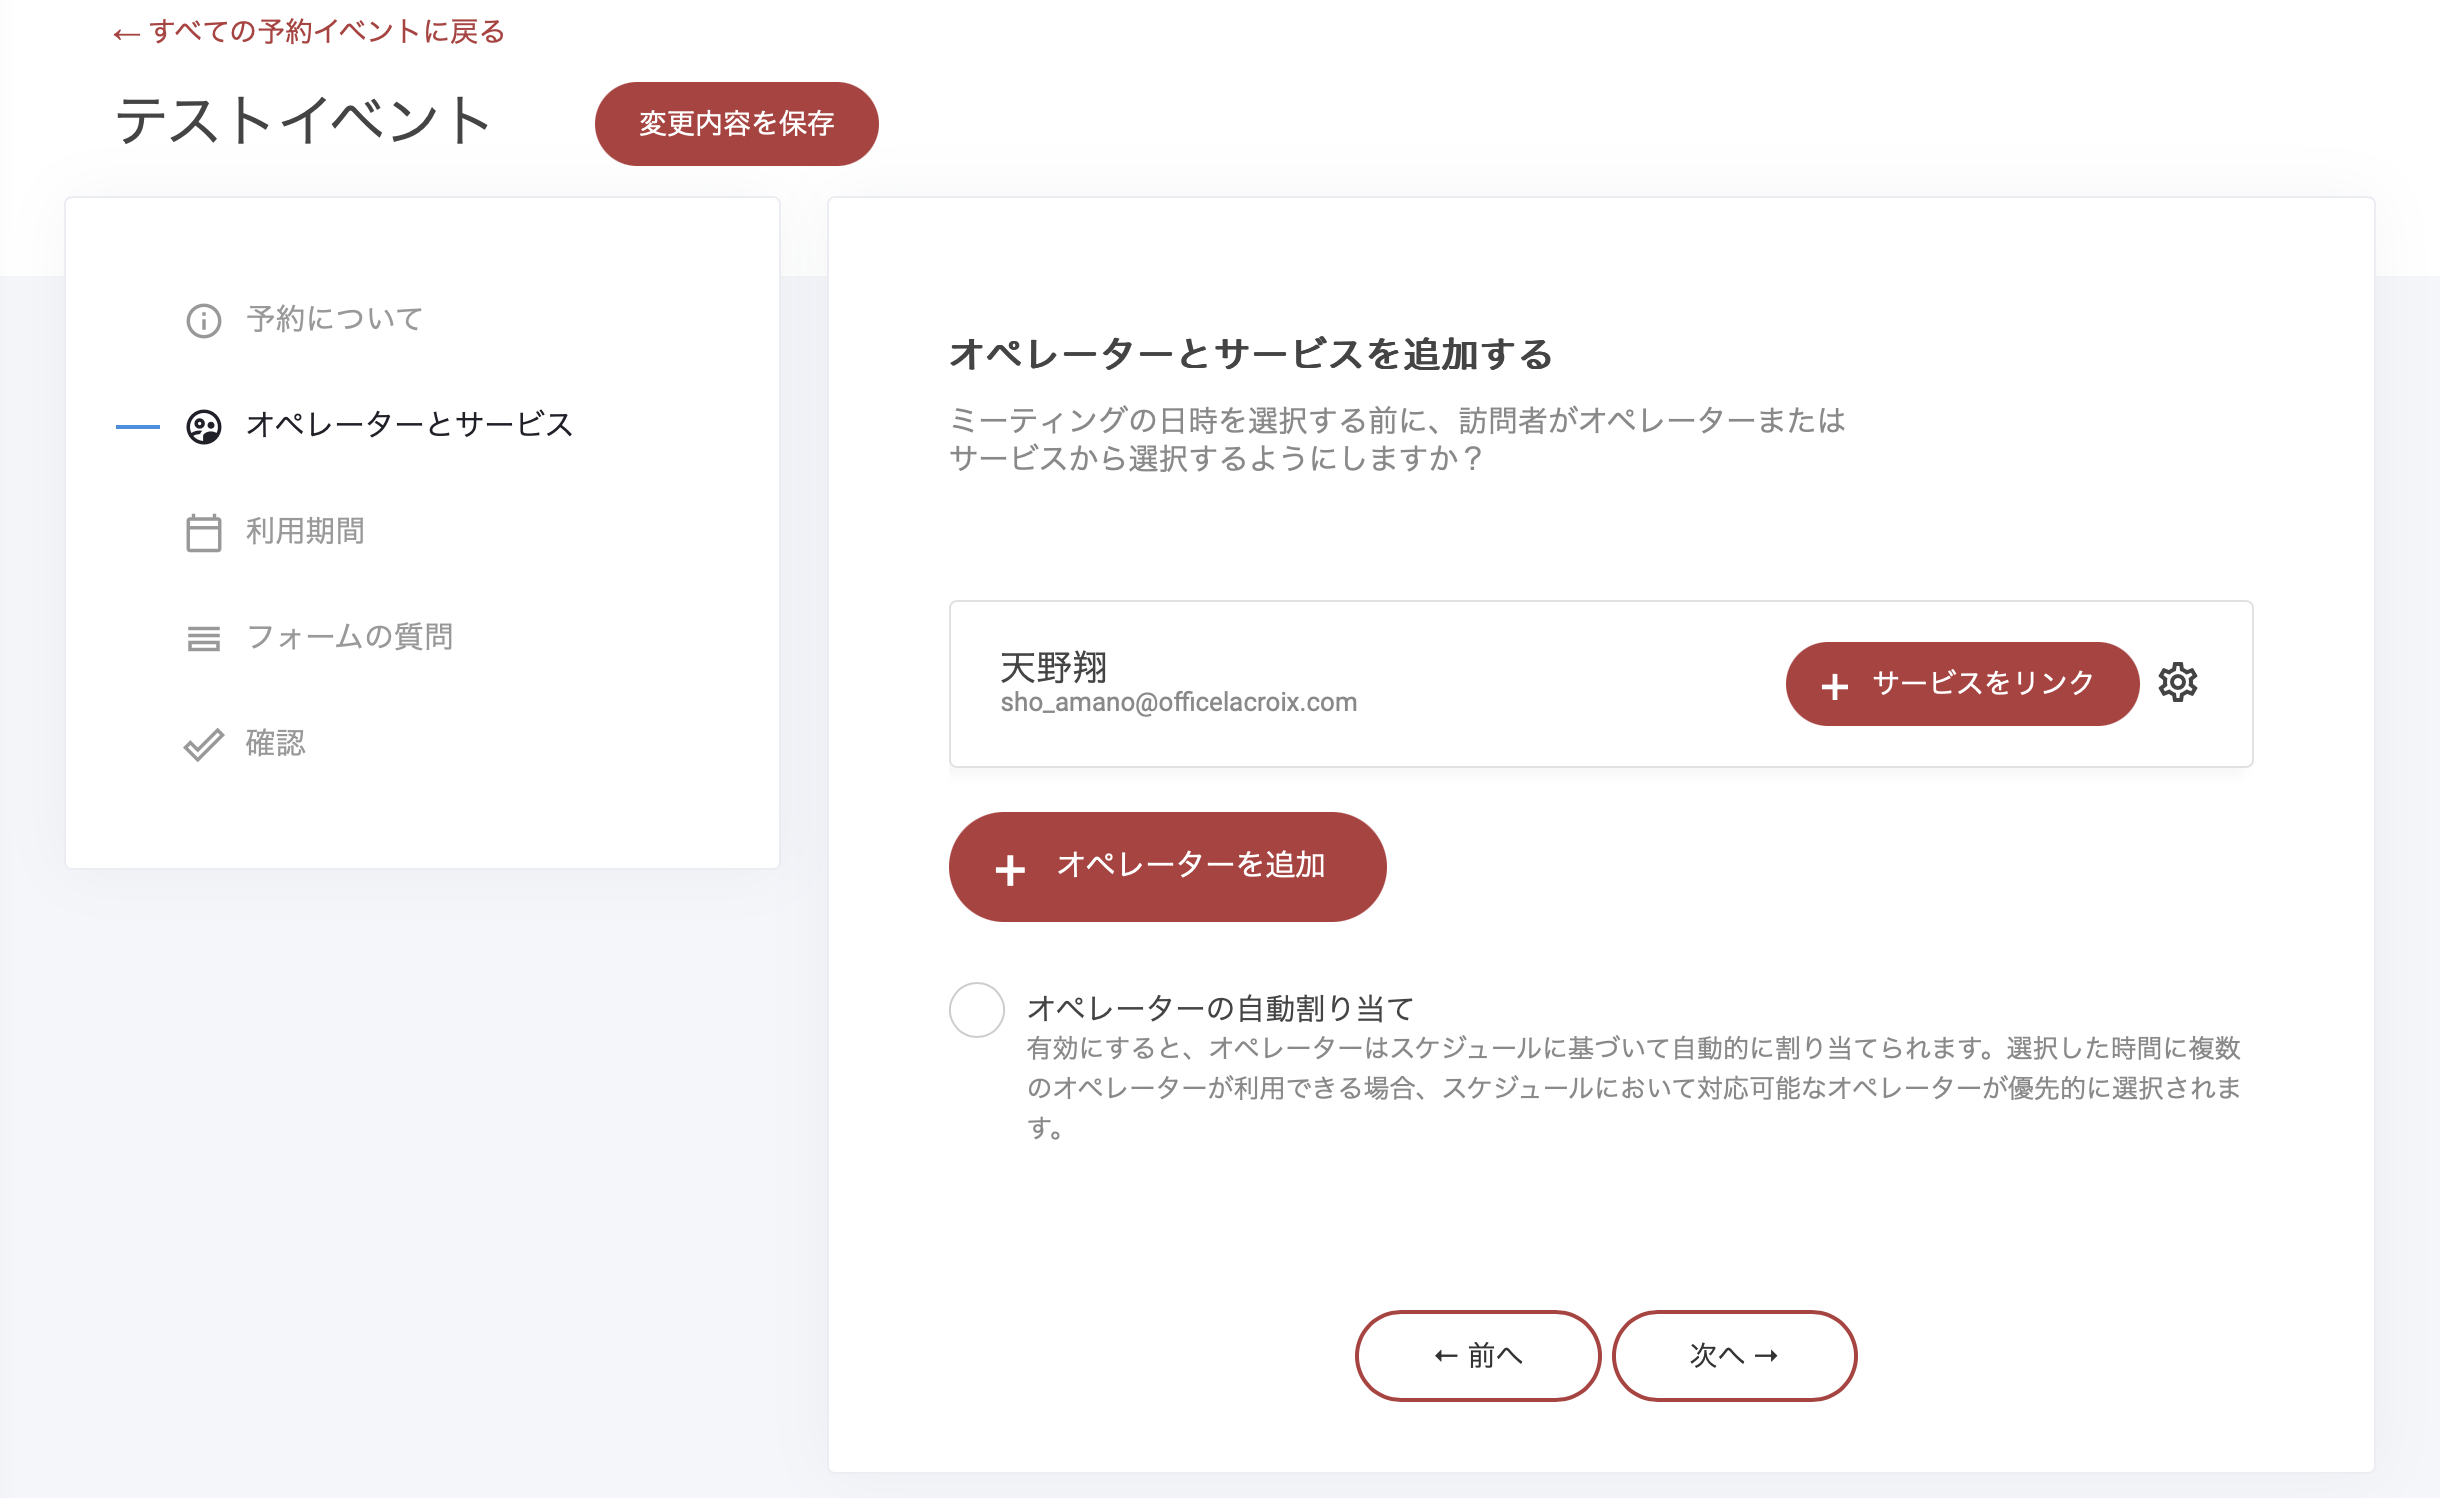 ← すべての予約イベントに戻る
テストイベント
変更内容を保存
予約について
オペレーターとサービス
利用期間
フォームの質問
確認
オペレーターとサービスを追加する
ミーティングの日時を選択する前に、訪問者がオペレーターまたは
サービスから選択するようにしますか？
天野翔
sho_amano@officelacroix.com
+ サービスをリンク
+ オペレーターを追加
オペレーターの自動割り当て
有効にすると、オペレーターはスケジュールに基づいて自動的に割り当てられます。選択した時間に複数
のオペレーターが利用できる場合、スケジュールにおいて対応可能なオペレーターが優先的に選択されま
す。
← 前へ
次へ →